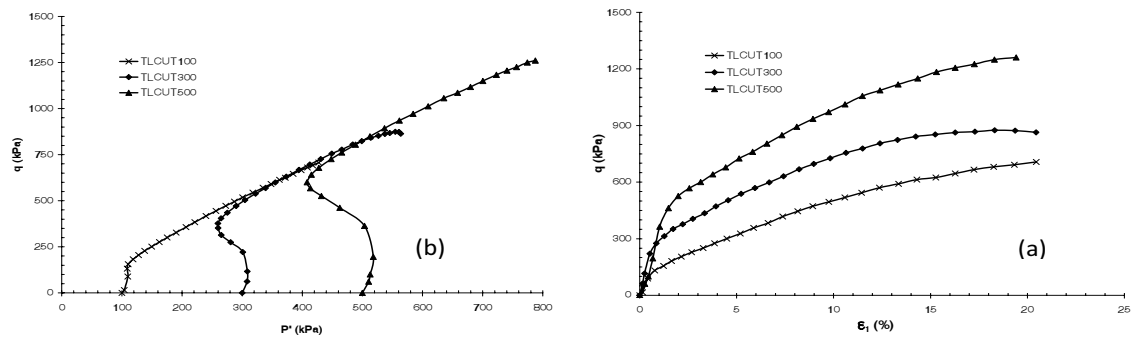 1500
1250
1000
750
500
250
0
q (kPa)
TLCUT100
TLCUT300
TLCUT500
(b)
0 100 200 300 400 500 600 700 800
P' (kPa)
1500
1200
900
600
300
0
q (kPa)
TLCUT100
TLCUT300
TLCUT500
(a)
0 5 10 15 20 25
ε1 (%)